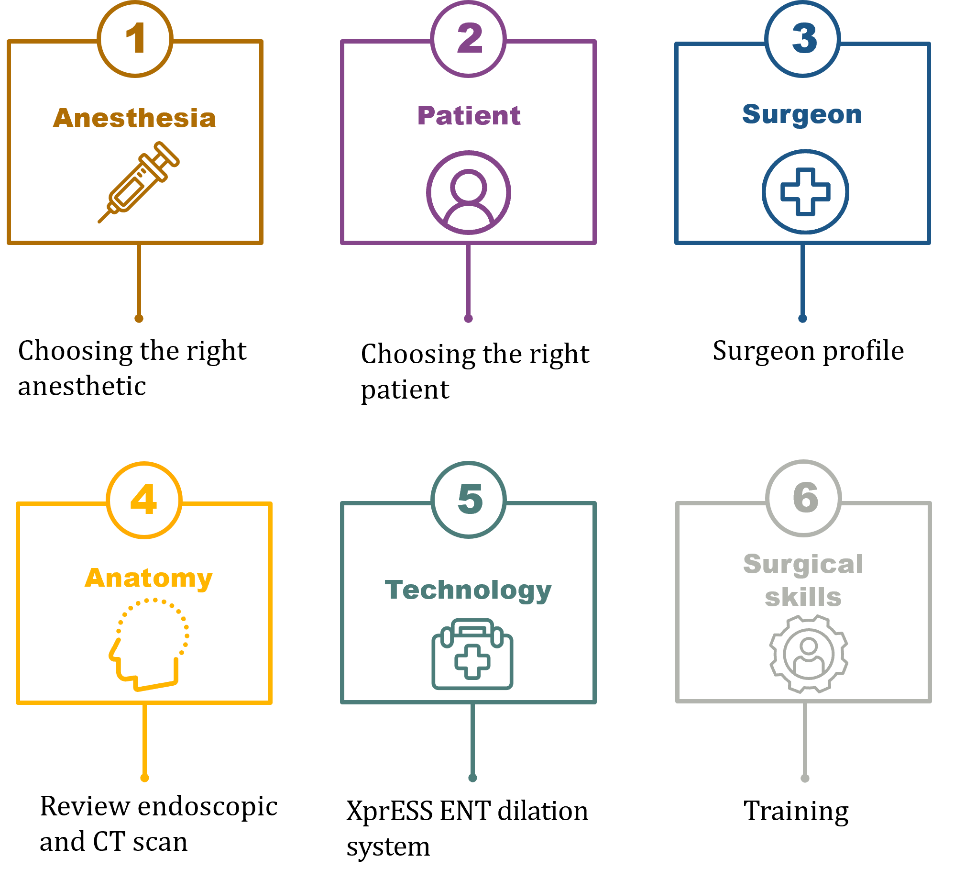 1
Anesthesia
Choosing the right
anesthetic
2
Patient
Choosing the right
patient
3
Surgeon
Surgeon profile
4
Anatomy
Review endoscopic
and CT scan
5
Technology
XprESS ENT dilation
system
6
Surgical
skills
Training